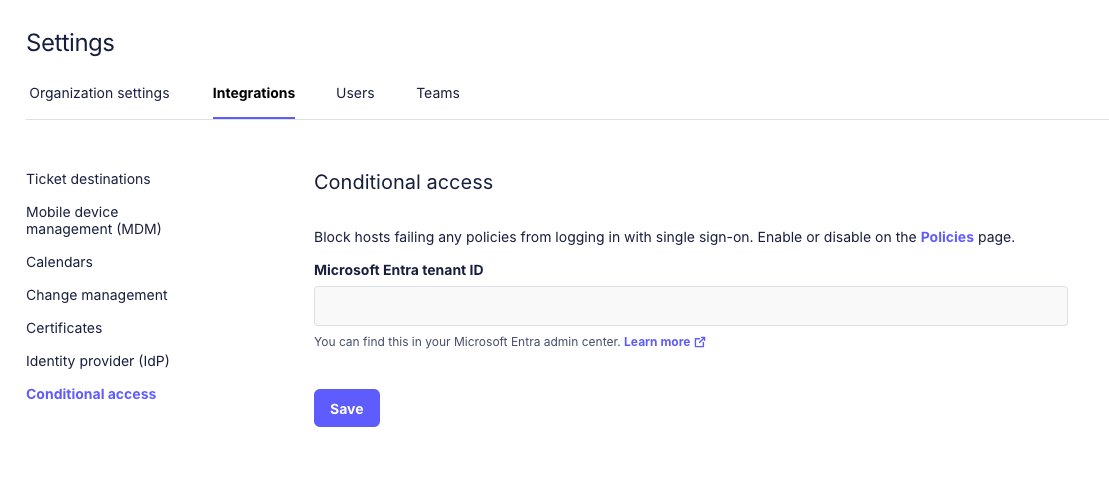 Settings
Organization settings
Integrations
Users
Teams
Ticket destinations
Mobile device
management (MDM)
Calendars
Change management
Certificates
Identity provider (IdP)
Conditional access
Conditional access
Block hosts failing any policies from logging in with single sign-on. Enable or disable on the Policies page.
Microsoft Entra tenant ID
You can find this in your Microsoft Entra admin center. Learn more
Save